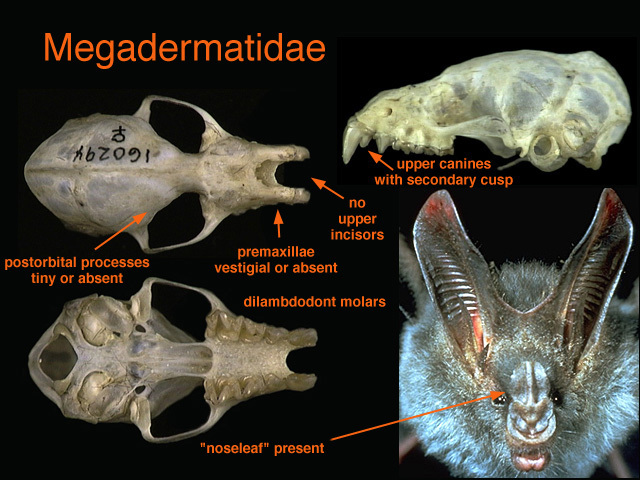 Megadermatidae
160294
♀
upper canines
with secondary cusp
no
upper
incisors
postorbital processes
tiny or absent
premaxillae
vestigial or absent
dilambdodont molars
"noseleaf" present